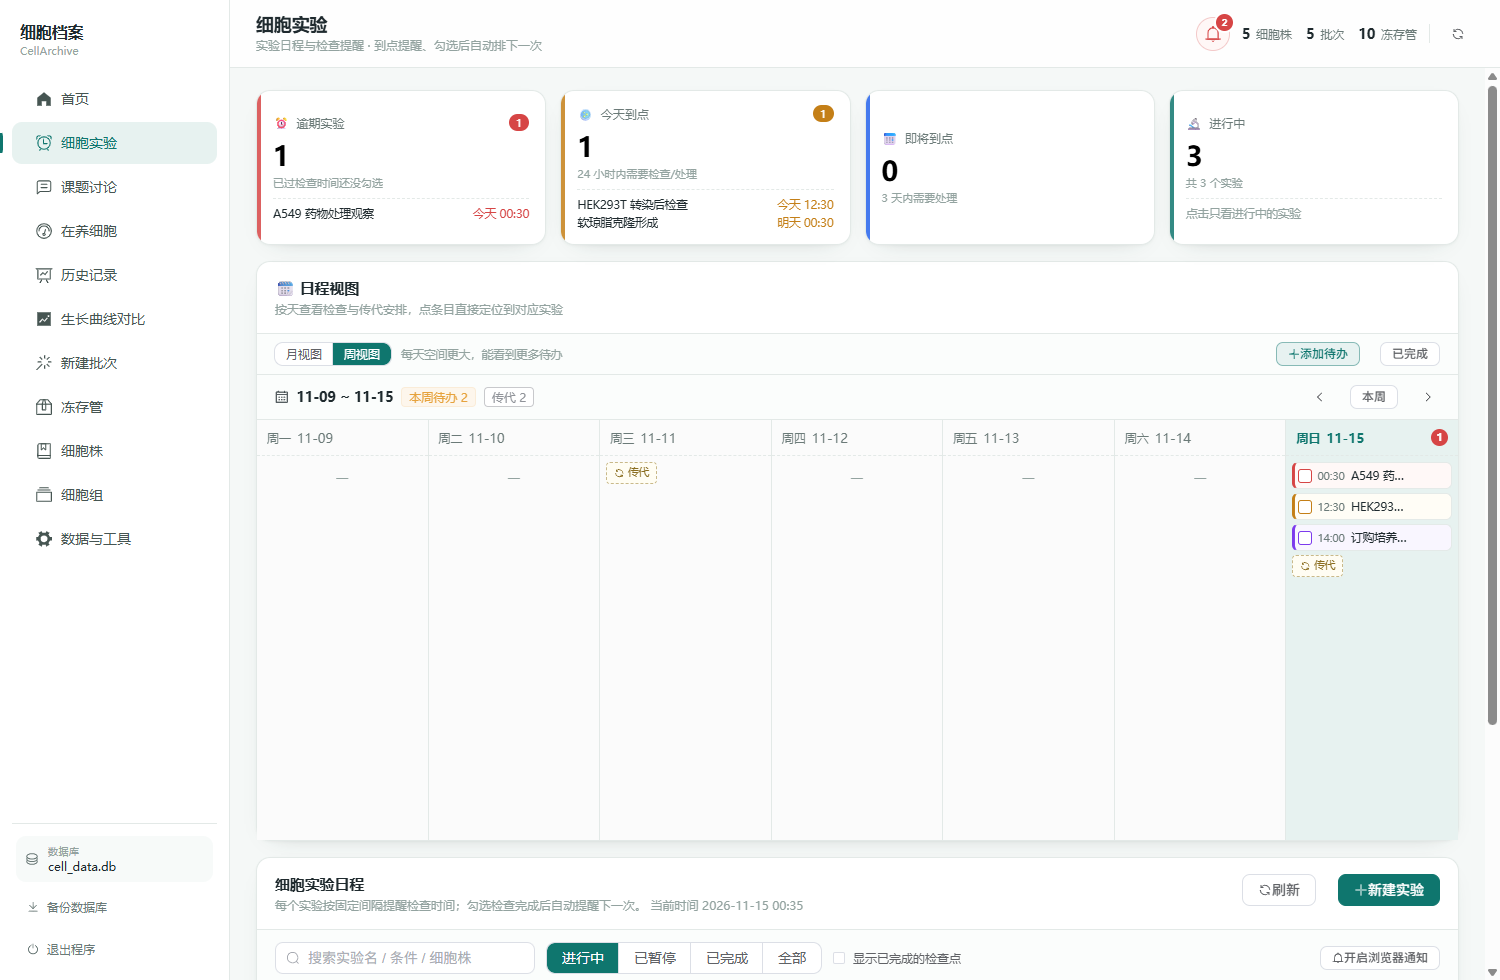 细胞档案
CellArchive
首页
细胞实验
课题讨论
在养细胞
历史记录
生长曲线对比
新建批次
冻存管
细胞株
细胞组
数据与工具
数据库
cell_data.db
备份数据库
退出程序
细胞实验
实验日程与检查提醒 · 到点提醒、勾选后自动排下一次
2
5 细胞株 5 批次 10 冻存管
逾期实验 1
1
已过检查时间还没勾选
A549 药物处理观察 今天 00:30
今天到点 1
1
24 小时内需要检查/处理
HEK293T 转染后检查 今天 12:30
软琼脂克隆形成 明天 00:30
即将到点
0
3 天内需要处理
进行中
3
共 3 个实验
点击只看进行中的实验
日程视图
按天查看检查与传代安排，点条目直接定位到对应实验
月视图 周视图 每天空间更大，能看到更多待办 +添加待办 已完成
11-09 ~ 11-15 本周待办 2 传代 2 < 本周 >
周一 11-09 周二 11-10 周三 11-11 周四 11-12 周五 11-13 周六 11-14 周日 11-15 1
— — 传代 — — —
00:30 A549 药...
12:30 HEK293...
14:00 订购培养...
传代
细胞实验日程
每个实验按固定间隔提醒检查时间；勾选检查完成后自动提醒下一次。 当前时间 2026-11-15 00:35
刷新 +新建实验
搜索实验名 / 条件 / 细胞株 进行中 已暂停 已完成 全部 显示已完成的检查点 开启浏览器通知